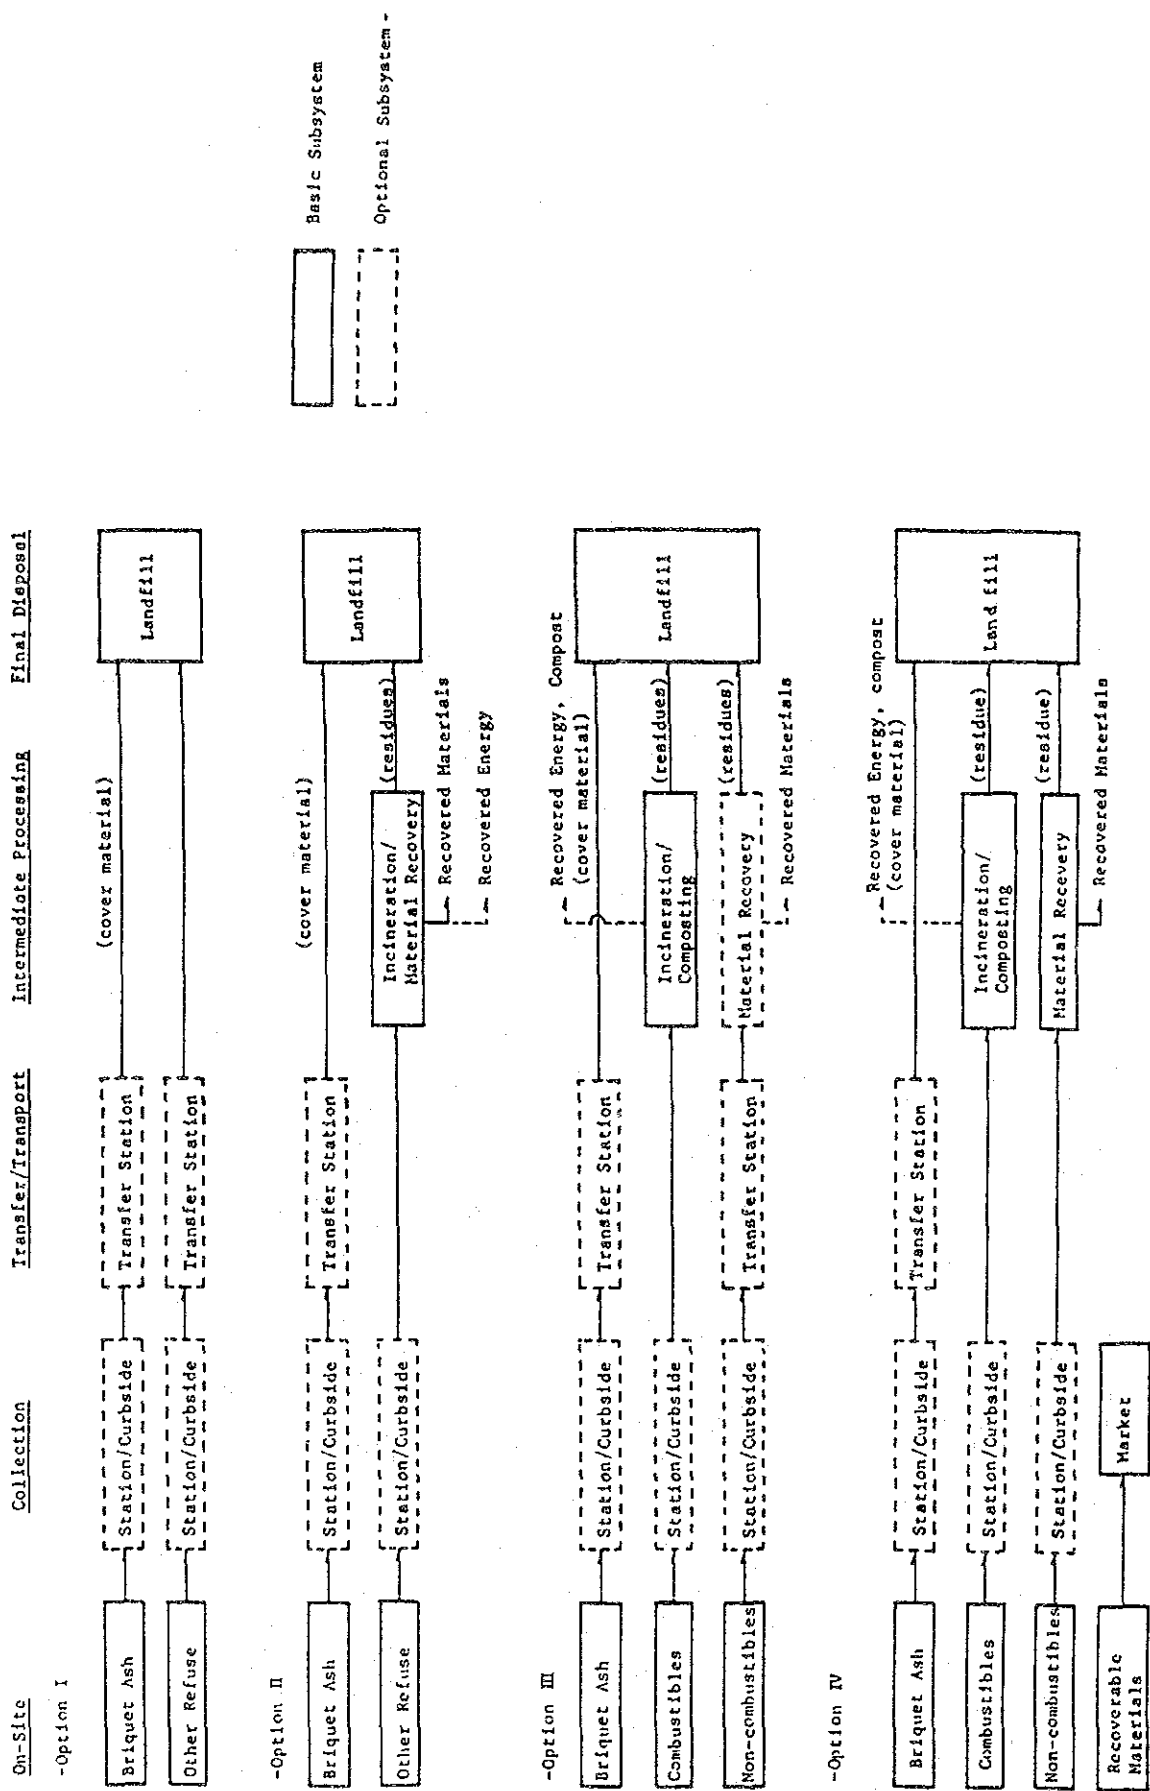 On-Site
Collection
Transfer/Transport
Intermediate Processing
Final Disposal
-Option I
Briquet Ash
Station/Curbside
Transfer Station
(cover material)
Landfill
Other Refuse
Station/Curbside
Transfer Station
-Option II
Briquet Ash
Station/Curbside
Transfer Station
(cover material)
Landfill
Other Refuse
Station/Curbside
Incineration/
Material Recovery
(residues)
Recovered Materials
Recovered Energy
Basic Subsystem
Optional Subsystem-
-Option III
Recovered Energy, Compost
Briquet Ash
Station/Curbside
Transfer Station
(cover material)
Landfill
Combustibles
Station/Curbside
Incineration/
Composting
(residues)
Non-combustibles
Station/Curbside
Transfer Station
Material Recovery
(residues)
Recovered Materials
-Option IV
Recovered Energy, compost
(cover material)
Briquet Ash
Station/Curbside
Transfer Station
Land fill
Combustibles
Station/Curbside
Incineration/
Composting
(residue)
Non-combustibles
Station/Curbside
Material Recovery
(residue)
Recovered Materials
Recoverable
Materials
Market